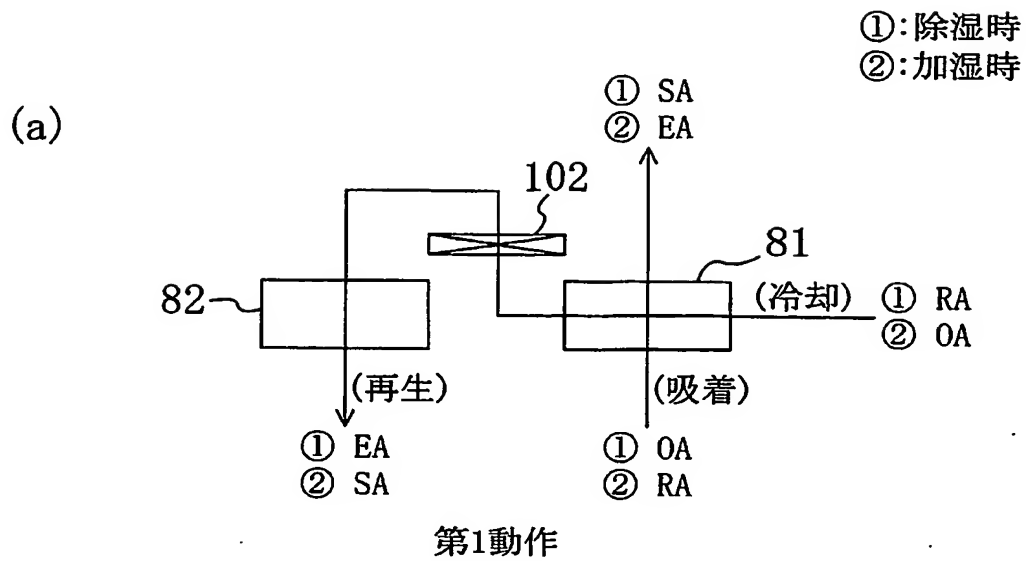 ①:除湿時
②:加湿時
(a)
① SA
② EA
102
81
82
(冷却)
① RA
② OA
(再生)
(吸着)
① EA
② SA
① OA
② RA
第1動作